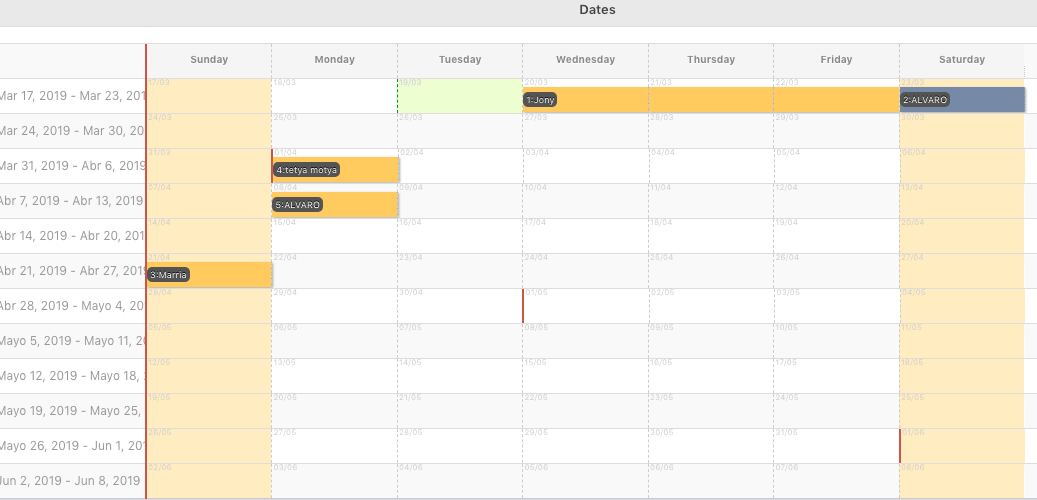 Dates
Sunday Monday Tuesday Wednesday Thursday Friday Saturday
17/03 18/03 19/03 20/03 21/03 22/03 23/03
Mar 17, 2019 - Mar 23, 201 1:Jony 2:ALVARO
24/03 25/03 26/03 27/03 28/03 29/03 30/03
Mar 24, 2019 - Mar 30, 20
31/03 01/04 02/04 03/04 04/04 05/04 06/04
Mar 31, 2019 - Abr 6, 2019 4:tetya motya
07/04 08/04 09/04 10/04 11/04 12/04 13/04
Abr 7, 2019 - Abr 13, 2019 5:ALVARO
14/04 15/04 16/04 17/04 18/04 19/04 20/04
Abr 14, 2019 - Abr 20, 201
21/04 22/04 23/04 24/04 25/04 26/04 27/04
Abr 21, 2019 - Abr 27, 2019 3:Marria
28/04 29/04 30/04 01/05 02/05 03/05 04/05
Abr 28, 2019 - Mayo 4, 20
05/05 06/05 07/05 08/05 09/05 10/05 11/05
Mayo 5, 2019 - Mayo 11, 2
12/05 13/05 14/05 15/05 16/05 17/05 18/05
Mayo 12, 2019 - Mayo 18,
19/05 20/05 21/05 22/05 23/05 24/05 25/05
Mayo 19, 2019 - Mayo 25,
26/05 27/05 28/05 29/05 30/05 31/05 01/06
Mayo 26, 2019 - Jun 1, 201
02/06 03/06 04/06 05/06 06/06 07/06 08/06
Jun 2, 2019 - Jun 8, 2019